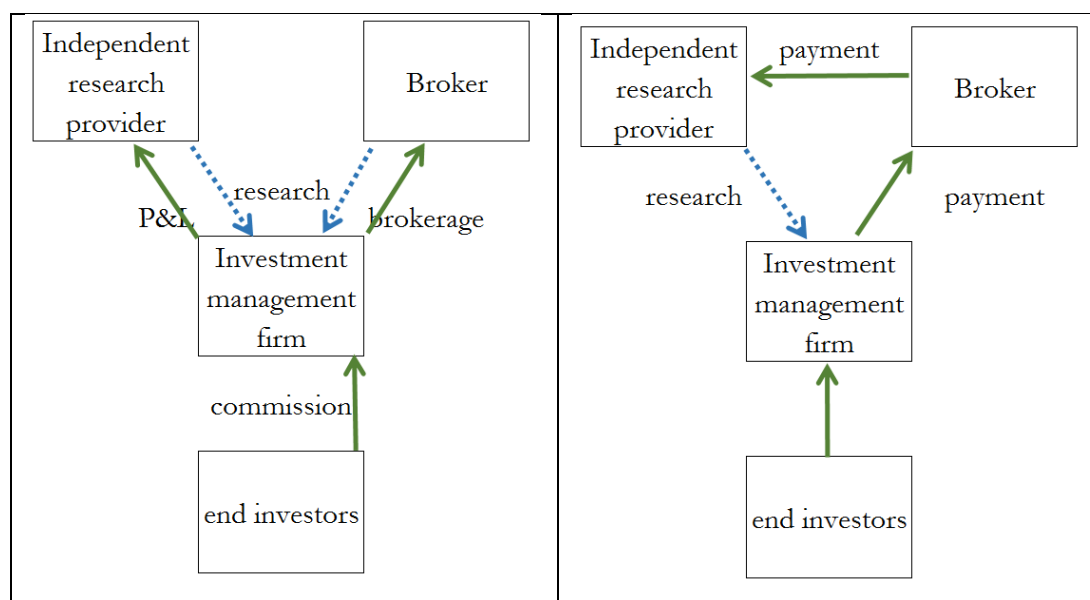 Independent
research
provider
Broker
research
P&L
brokerage
Investment
management
firm
commission
end investors
Independent
research
provider
payment
Broker
research
payment
Investment
management
firm
end investors